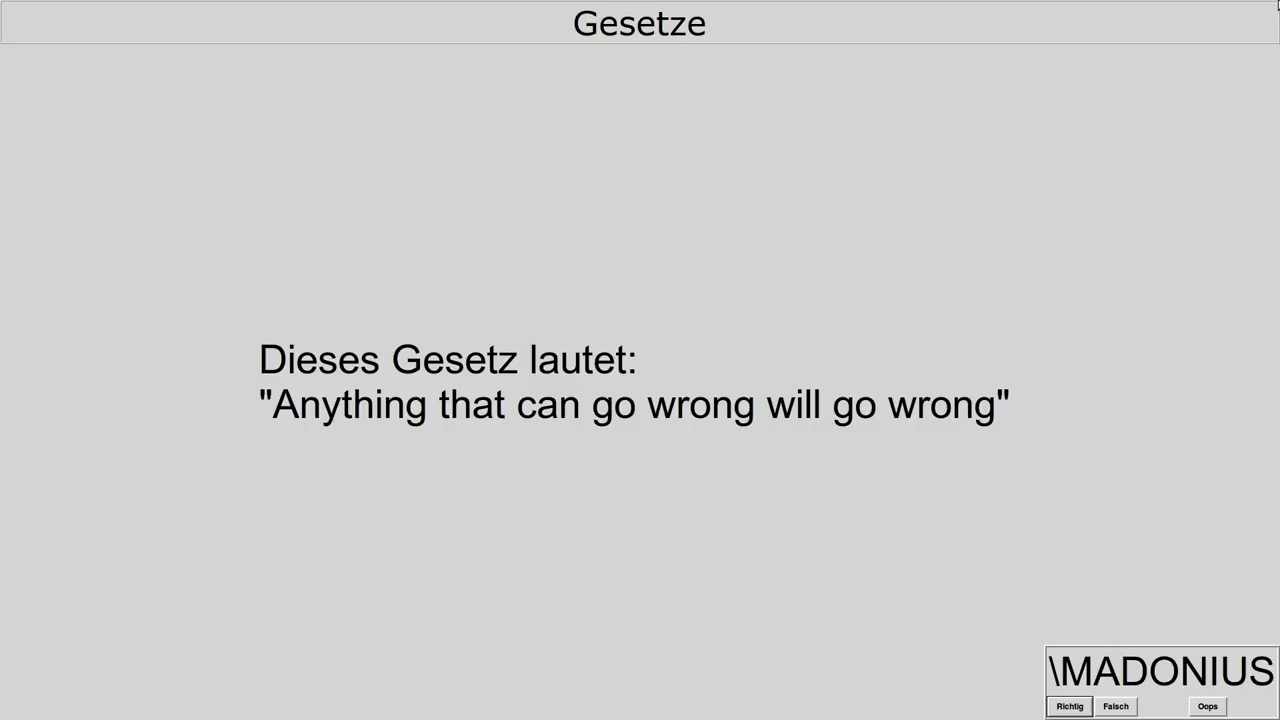 Gesetze
Dieses Gesetz lautet:
"Anything that can go wrong will go wrong"
\MADONIUS
Richtig Falsch Oops